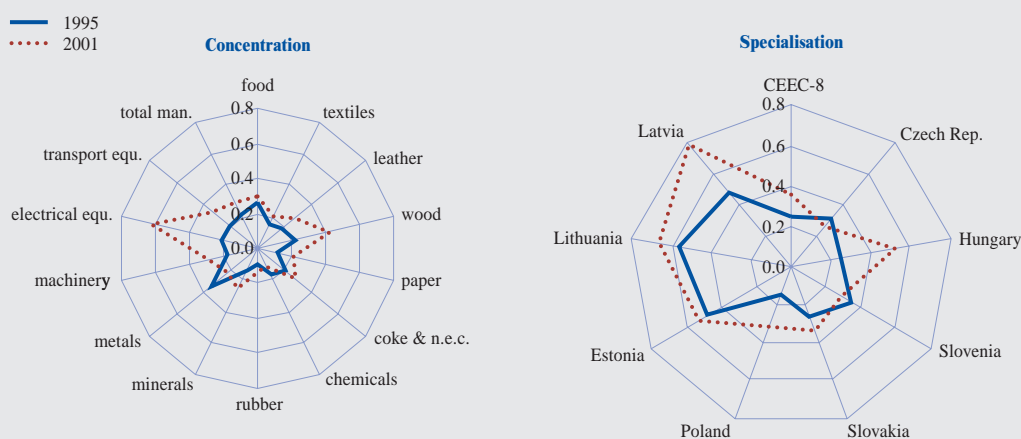 1995
2001
Concentration
food
textiles
leather
wood
paper
coke & n.e.c.
chemicals
rubber
minerals
metals
machinery
electrical equ.
transport equ.
total man.
0.8
0.6
0.4
0.2
0.0
Specialisation
CEEC-8
Czech Rep.
Hungary
Slovenia
Slovakia
Poland
Estonia
Lithuania
Latvia
0.8
0.6
0.4
0.2
0.0